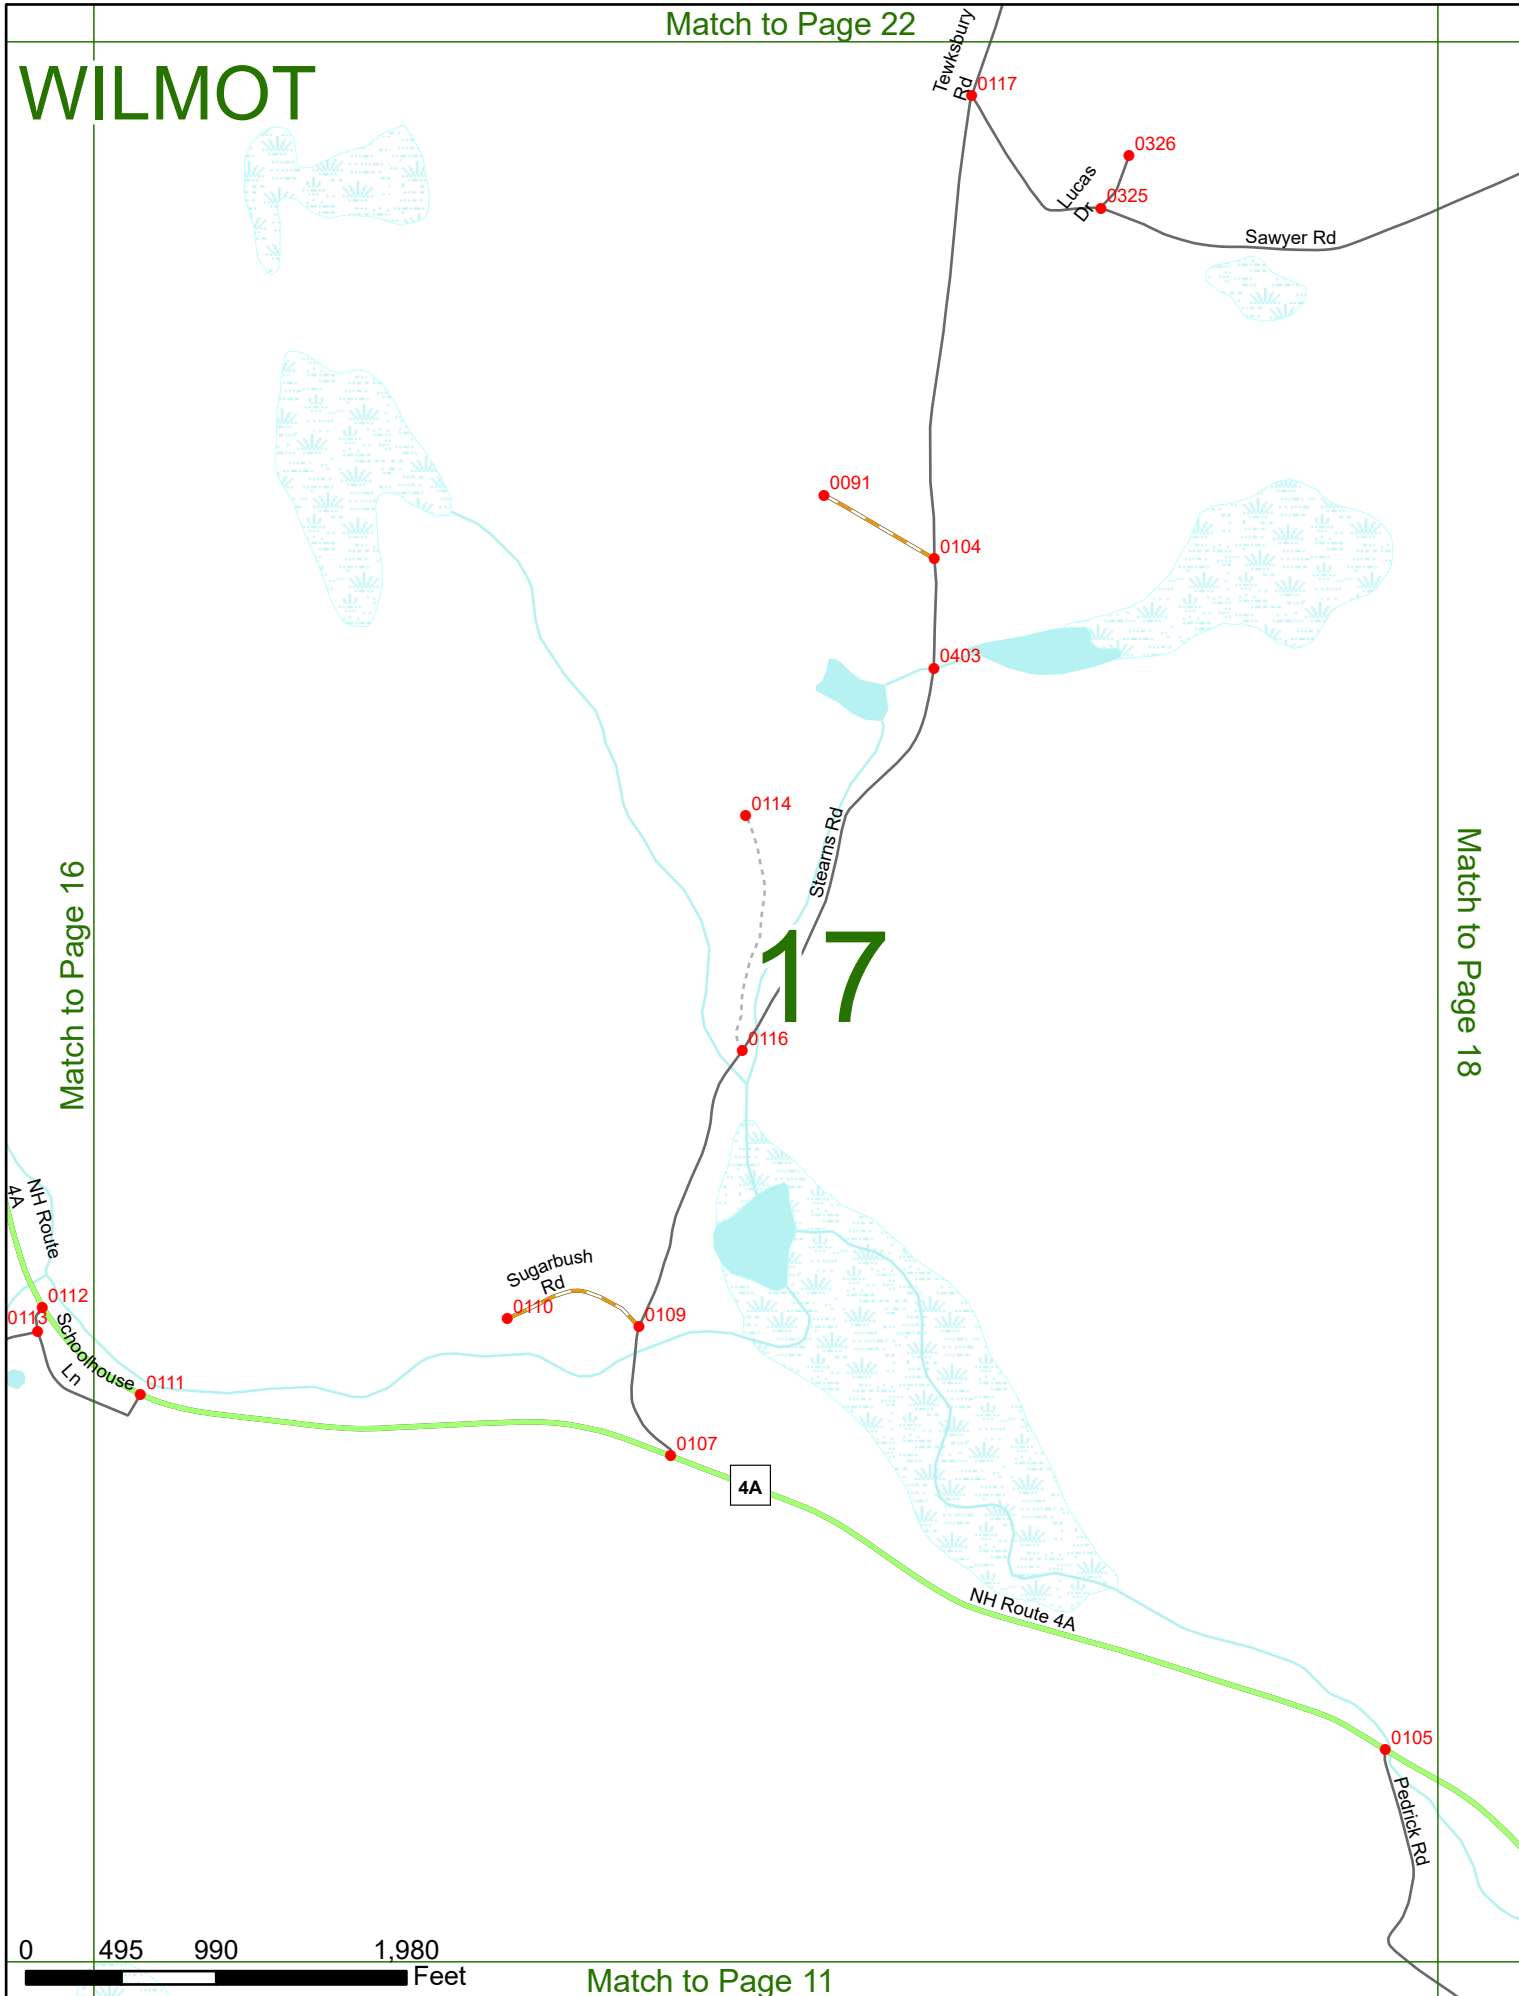 Match to Page 22
WILMOT
Tewksbury
Rd
0117
0326
Lucas
Dr
0325
Sawyer Rd
0091
0104
0403
0114
Stearns Rd
Match to Page 16
Match to Page 18
17
0116
NH Route
4A
Sugarbush
Rd
0110
0109
0112
0113
Schoolhouse
Ln
0111
0107
4A
NH Route 4A
0105
Pedrick Rd
0 495 990 1,980
Feet
Match to Page 11